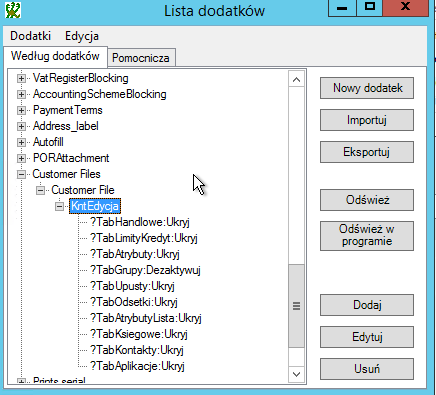 Lista dodatków
Dodatki Edycja
Według dodatków Pomocnicza
VatRegisterBlocking
AccountingSchemeBlocking
PaymentTerms
Address_label
Autofill
PORAttachment
Customer Files
Customer File
KntEdycja
?TabHandlowe:Ukryj
?TabLimityKredyt:Ukryj
?TabAtrybuty:Ukryj
?TabGrupy:Dezaktywuj
?TabUpusty:Ukryj
?TabOdsetki:Ukryj
?TabAtrybutyLista:Ukryj
?TabKsiegowe:Ukryj
?TabKontakty:Ukryj
?TabAplikacje:Ukryj
Prints serial
Nowy dodatek
Importuj
Eksportuj
Odśwież
Odśwież w
programie
Dodaj
Edytuj
Usuń